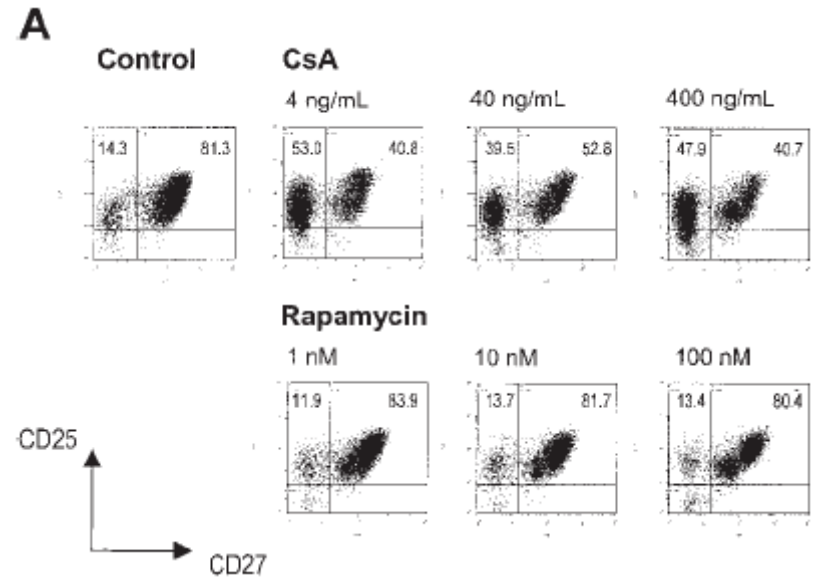 A
Control CsA
4 ng/mL 40 ng/mL 400 ng/mL
14.3 81.3 53.0 40.8 39.5 52.8 47.9 40.7
Rapamycin
1 nM 10 nM 100 nM
11.9 83.9 13.7 81.7 13.4 80.4
CD25
CD27